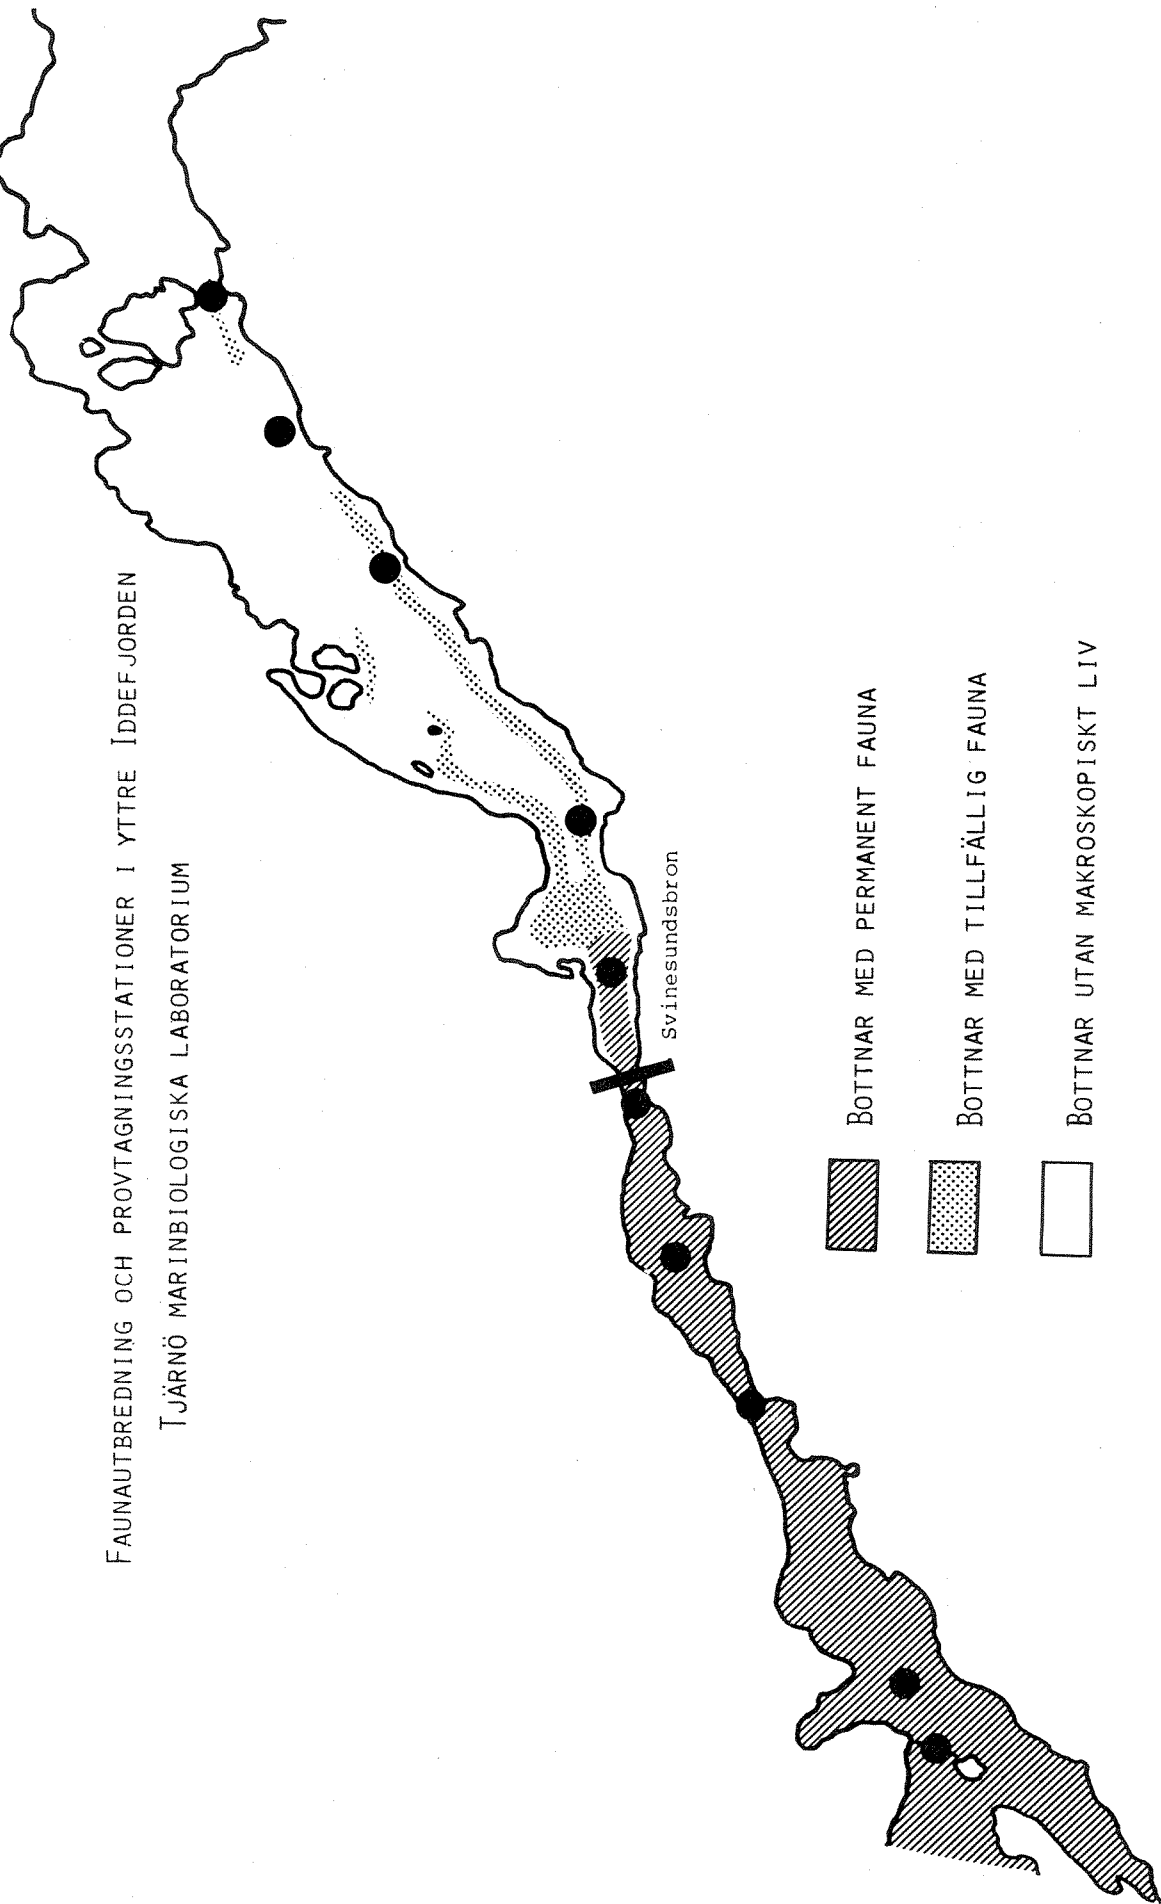 FAUNAUTBREDNING OCH PROVTAGNINGSSTATIONER I YTTRE IDDEFJORDEN
TJÄRNÖ MARINBIOLOGISKA LABORATORIUM
Svinesundsbron
BOTTNAR MED PERMANENT FAUNA
BOTTNAR MED TILLFÄLLIG FAUNA
BOTTNAR UTAN MAKROSKOPISKT LIV